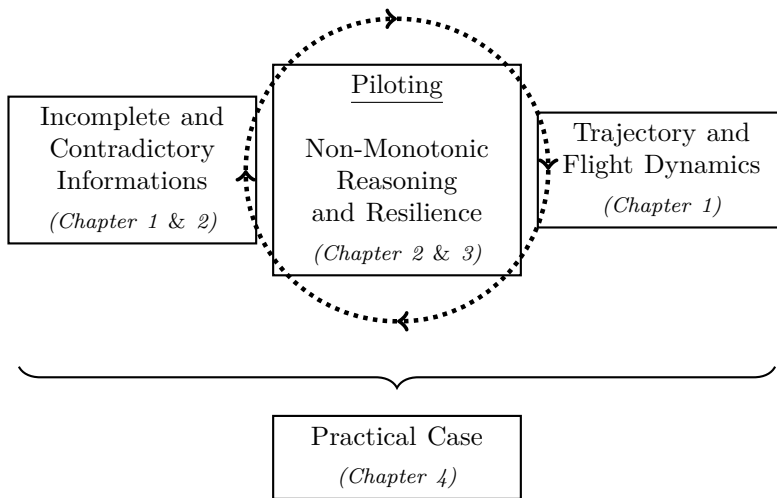 Incomplete and
Contradictory
Informations
(Chapter 1 & 2)
Piloting
Non-Monotonic
Reasoning
and Resilience
(Chapter 2 & 3)
Trajectory and
Flight Dynamics
(Chapter 1)
Practical Case
(Chapter 4)